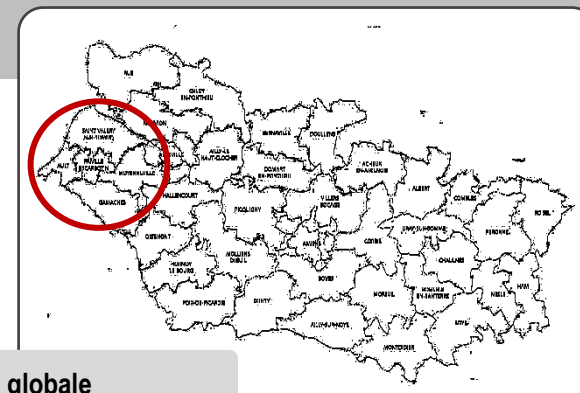 RUE
CRECY
EN-PONTHIEU
NOUVION
SAINT VALERY
SUR-SOMME
AILLY-LE
HAUT-CLOCHER
BERNAVILLE
DOULLENS
AULT
FRIVILLE
ESCARBOTIN
MOYENNEVILLE
DOMART
EN-PONTHIEU
ACHEUX
EN-AMIENOIS
ALBERT
COMBLES
HALLENCOURT
GAMACHES
PICQUIGNY
VILLERS
BOCAGE
ROISEL
PERONNE
OISEMONT
AMIENS
CORBIE
BRAY-SUR-SOMME
CHAULNES
HORNOY
LE BOURG
MOLLIENS
DREUIL
BOVES
NESLE
HAM
POIX-DE-PICARDIE
CONTY
MOREUIL
ROSIERES
EN-SANTERRE
AILLY-SUR-NOYE
ROYE
MONTDIDIER
globale